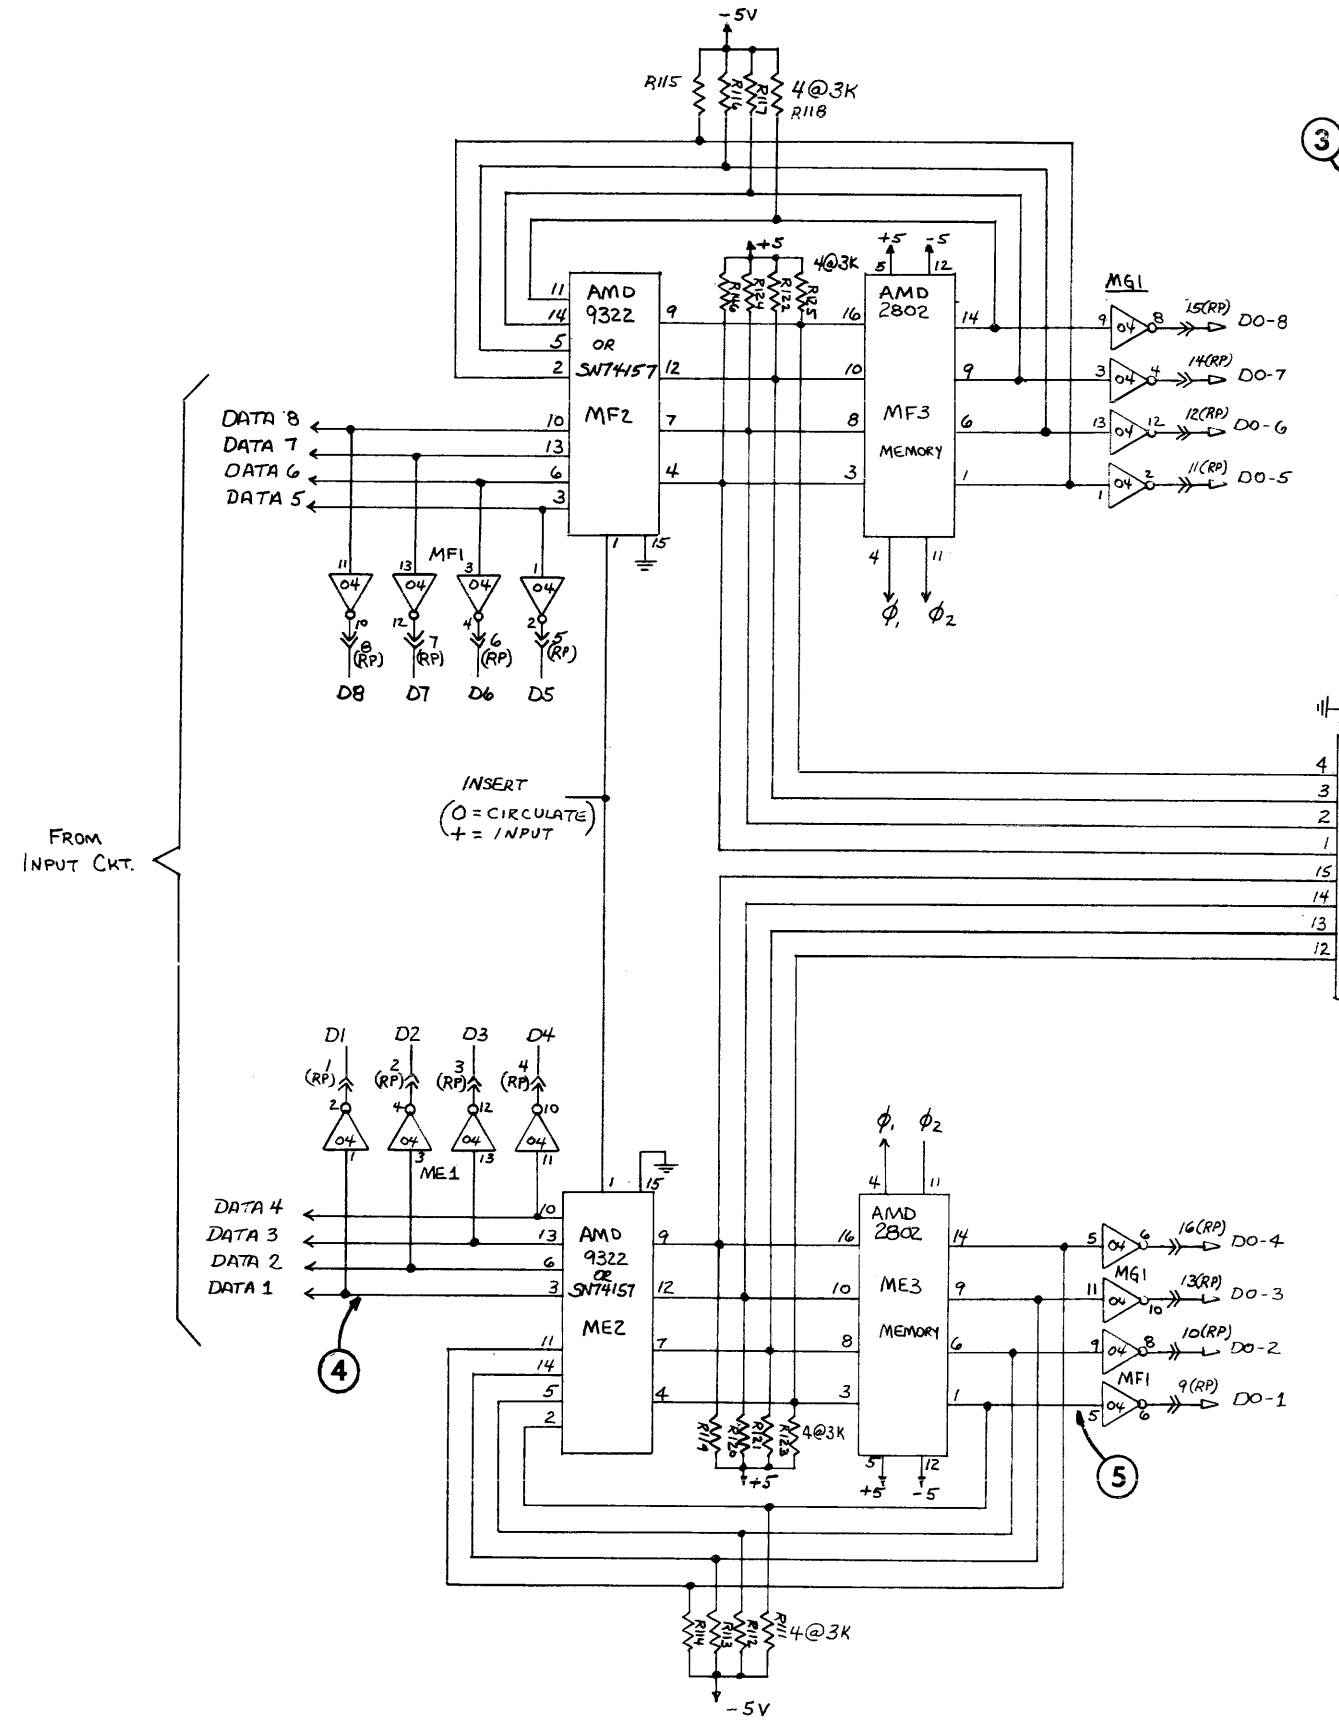 -5V
R115
R116
R117
4@3K
R118
3
+5
4@3K
R146
R124
R122
R125
+5
-5
5
12
11
14
5
2
AMD
9322
OR
SN74157
MF2
9
12
7
4
16
10
8
3
AMD
2802
MF3
MEMORY
14
9
6
1
MG1
9
04
8
15(RP)
DO-8
3
04
4
14(RP)
DO-7
13
04
12
12(RP)
DO-6
1
04
2
11(RP)
DO-5
DATA 8
DATA 7
DATA 6
DATA 5
10
13
6
3
1
15
4
11
ϕ1
ϕ2
MF1
11
04
10
8
(RP)
D8
13
04
12
7
(RP)
D7
3
04
4
6
(RP)
D6
1
04
2
5
(RP)
D5
INSERT
(0 = CIRCULATE)
(+ = INPUT)
FROM
INPUT CKT.
4
3
2
1
15
14
13
12
D1
1
(RP)
2
04
1
D2
2
(RP)
4
04
3
D3
3
(RP)
12
04
13
D4
4
(RP)
10
04
11
ME1
DATA 4
DATA 3
DATA 2
DATA 1
4
1
15
10
13
6
3
11
14
5
2
AMD
9322
OR
SN74157
ME2
9
12
7
4
ϕ1
ϕ2
4
11
16
10
8
3
AMD
2802
ME3
MEMORY
14
9
6
1
5
12
+5
-5
5
04
6
16(RP)
DO-4
MG1
11
04
10
13(RP)
DO-3
9
04
8
10(RP)
DO-2
MF1
5
04
6
9(RP)
DO-1
5
R119
R120
R121
R123
4@3K
+5
R114
R113
R112
R111
4@3K
-5V